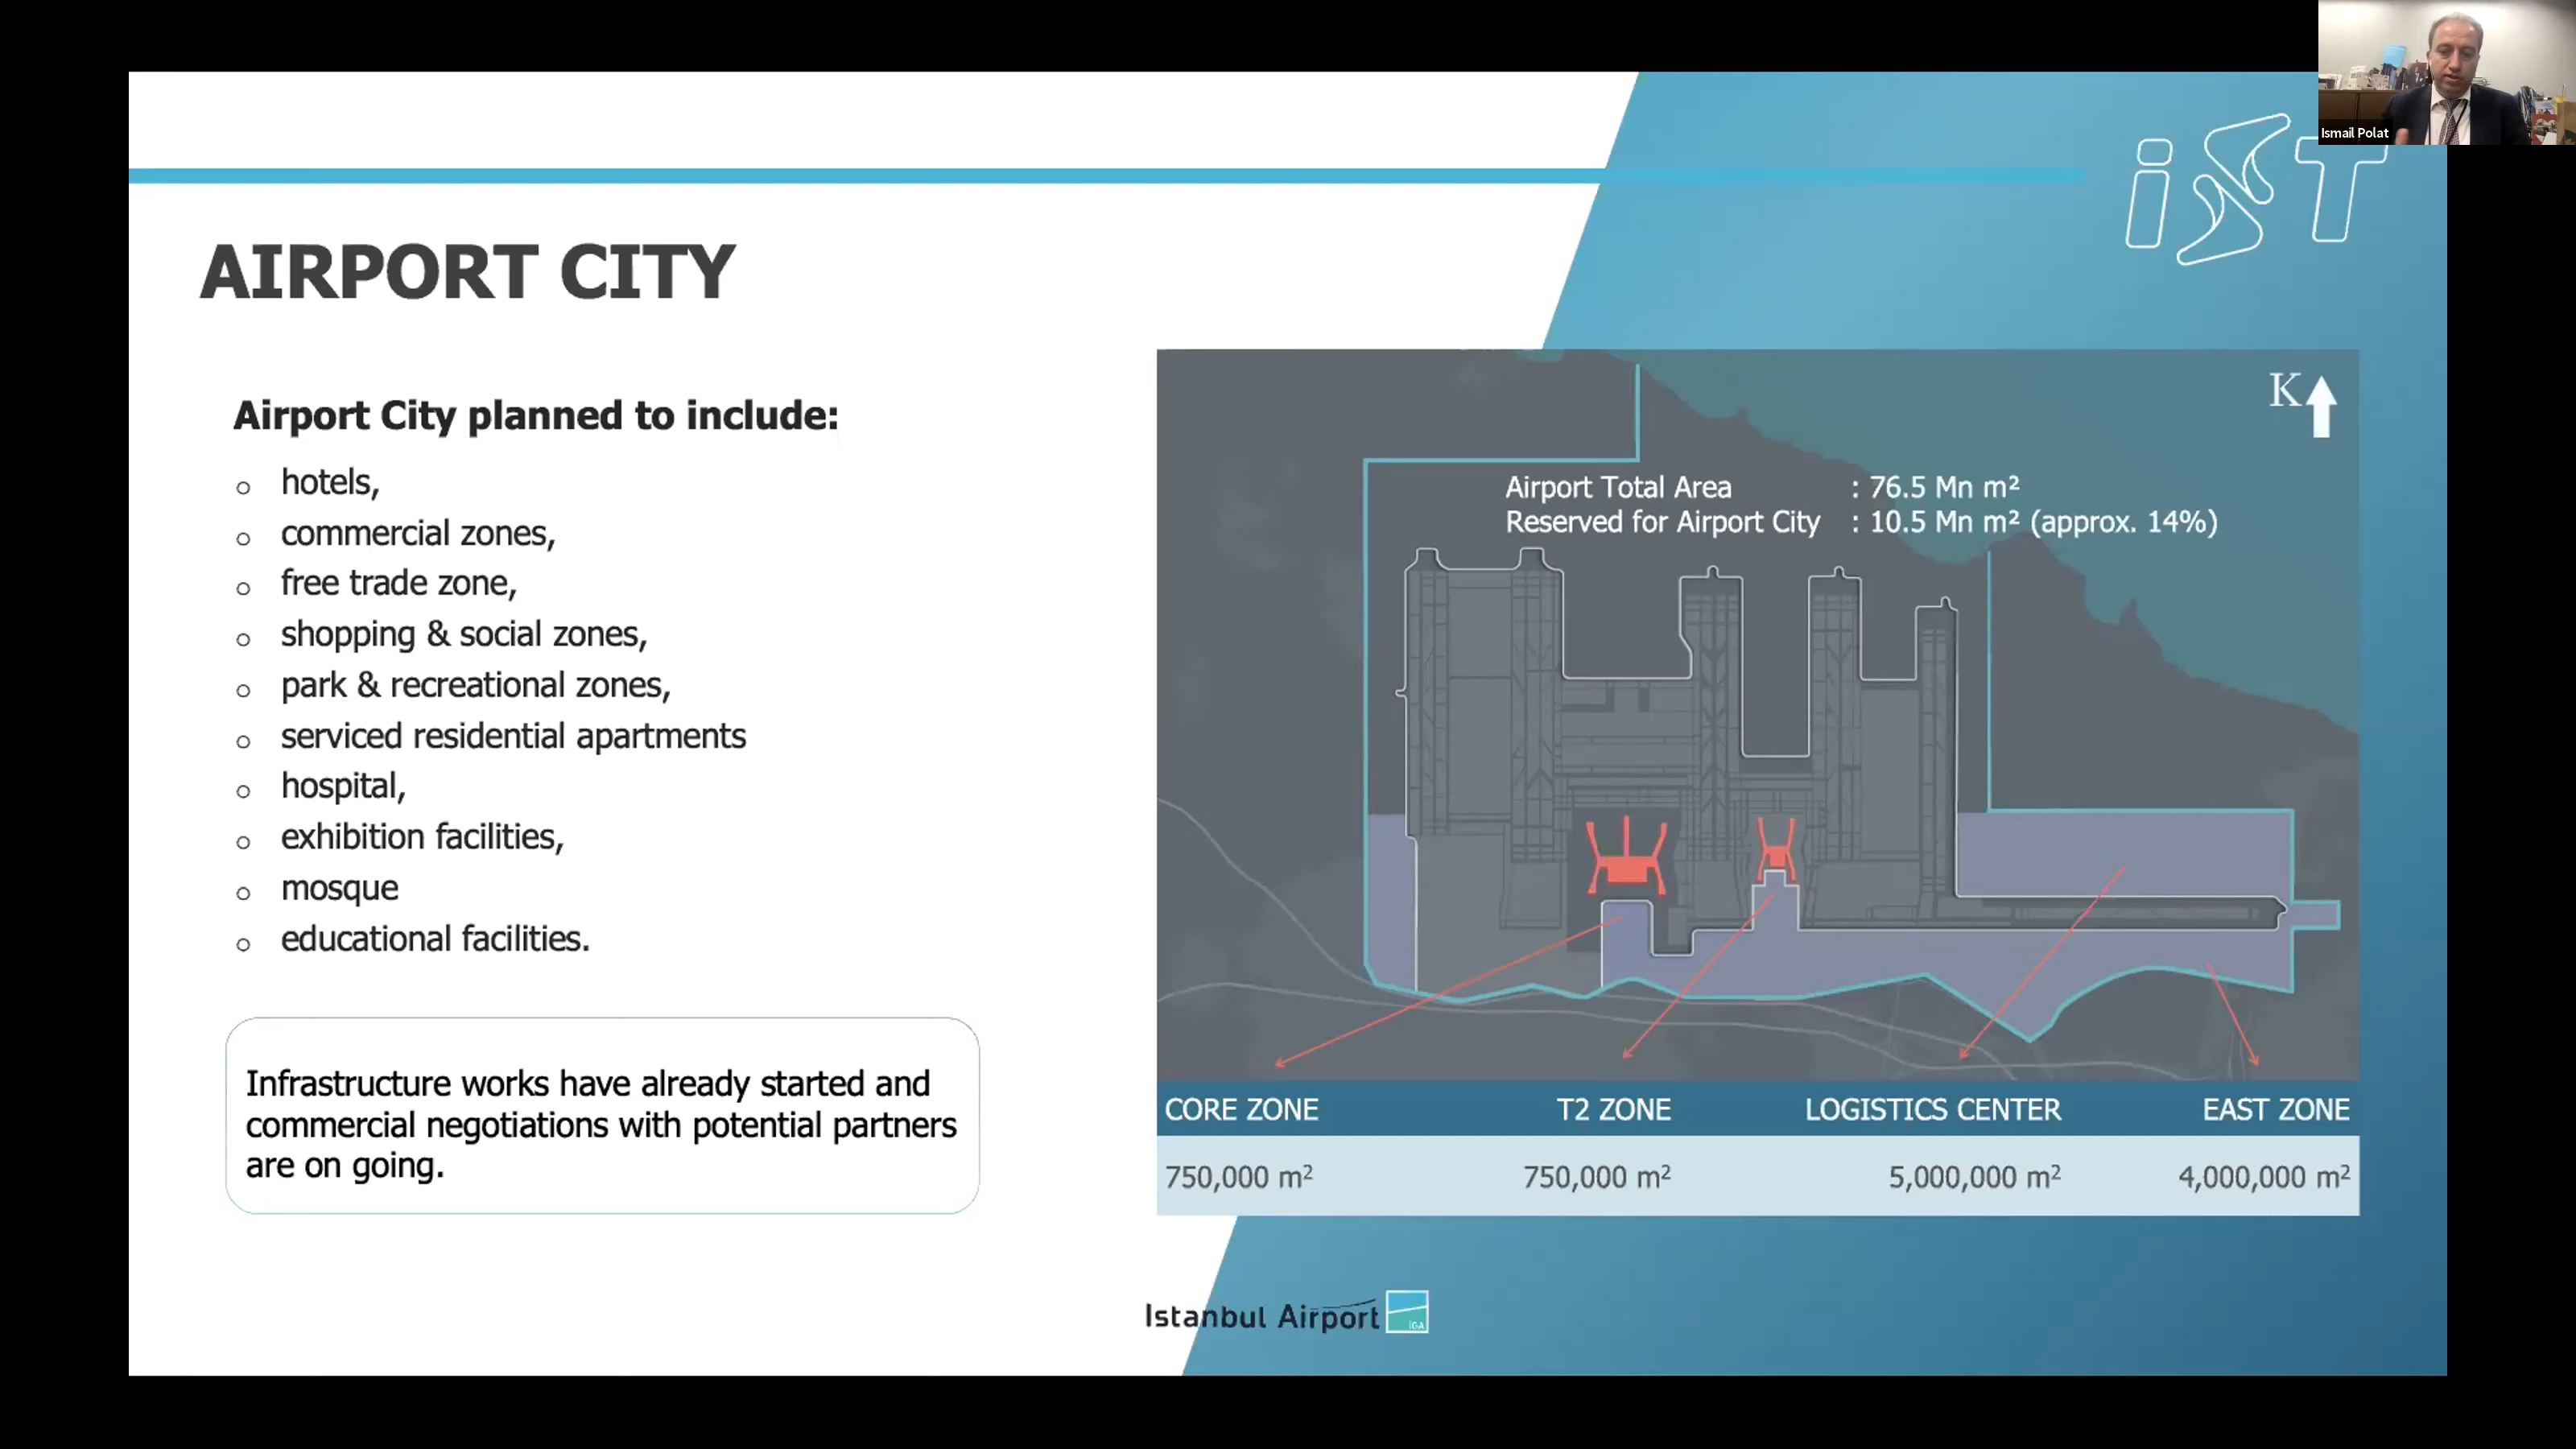 Ismail Polat
iST
AIRPORT CITY
Airport City planned to include:
o hotels,
o commercial zones,
o free trade zone,
o shopping & social zones,
o park & recreational zones,
o serviced residential apartments
o hospital,
o exhibition facilities,
o mosque
o educational facilities.
Infrastructure works have already started and
commercial negotiations with potential partners
are on going.
K
Airport Total Area : 76.5 Mn m²
Reserved for Airport City : 10.5 Mn m² (approx. 14%)
CORE ZONE T2 ZONE LOGISTICS CENTER EAST ZONE
750,000 m² 750,000 m² 5,000,000 m² 4,000,000 m²
Istanbul Airport
iGA